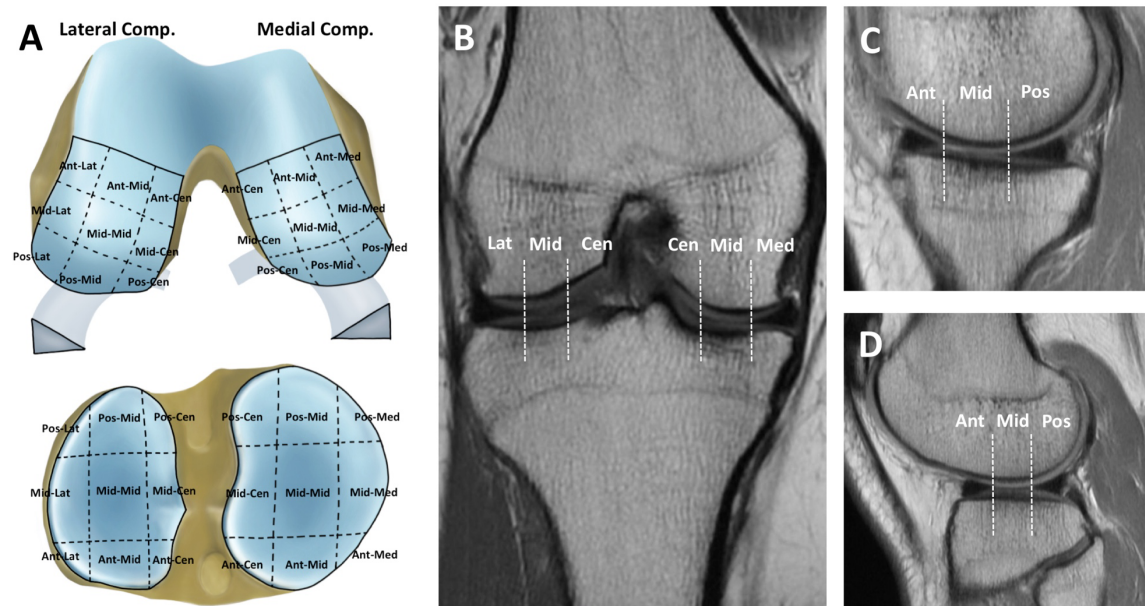 A
Lateral Comp.
Medial Comp.
Ant-Lat
Ant-Mid
Ant-Cen
Mid-Lat
Mid-Mid
Mid-Cen
Pos-Lat
Pos-Mid
Pos-Cen
Ant-Med
Ant-Mid
Ant-Cen
Mid-Med
Mid-Mid
Mid-Cen
Pos-Med
Pos-Cen
Pos-Mid
Pos-Lat
Pos-Mid
Pos-Cen
Pos-Cen
Pos-Mid
Pos-Med
Mid-Lat
Mid-Mid
Mid-Cen
Mid-Cen
Mid-Mid
Mid-Med
Ant-Lat
Ant-Mid
Ant-Cen
Ant-Cen
Ant-Mid
Ant-Med
B
Lat Mid Cen
Cen Mid Med
C
Ant Mid Pos
D
Ant Mid Pos